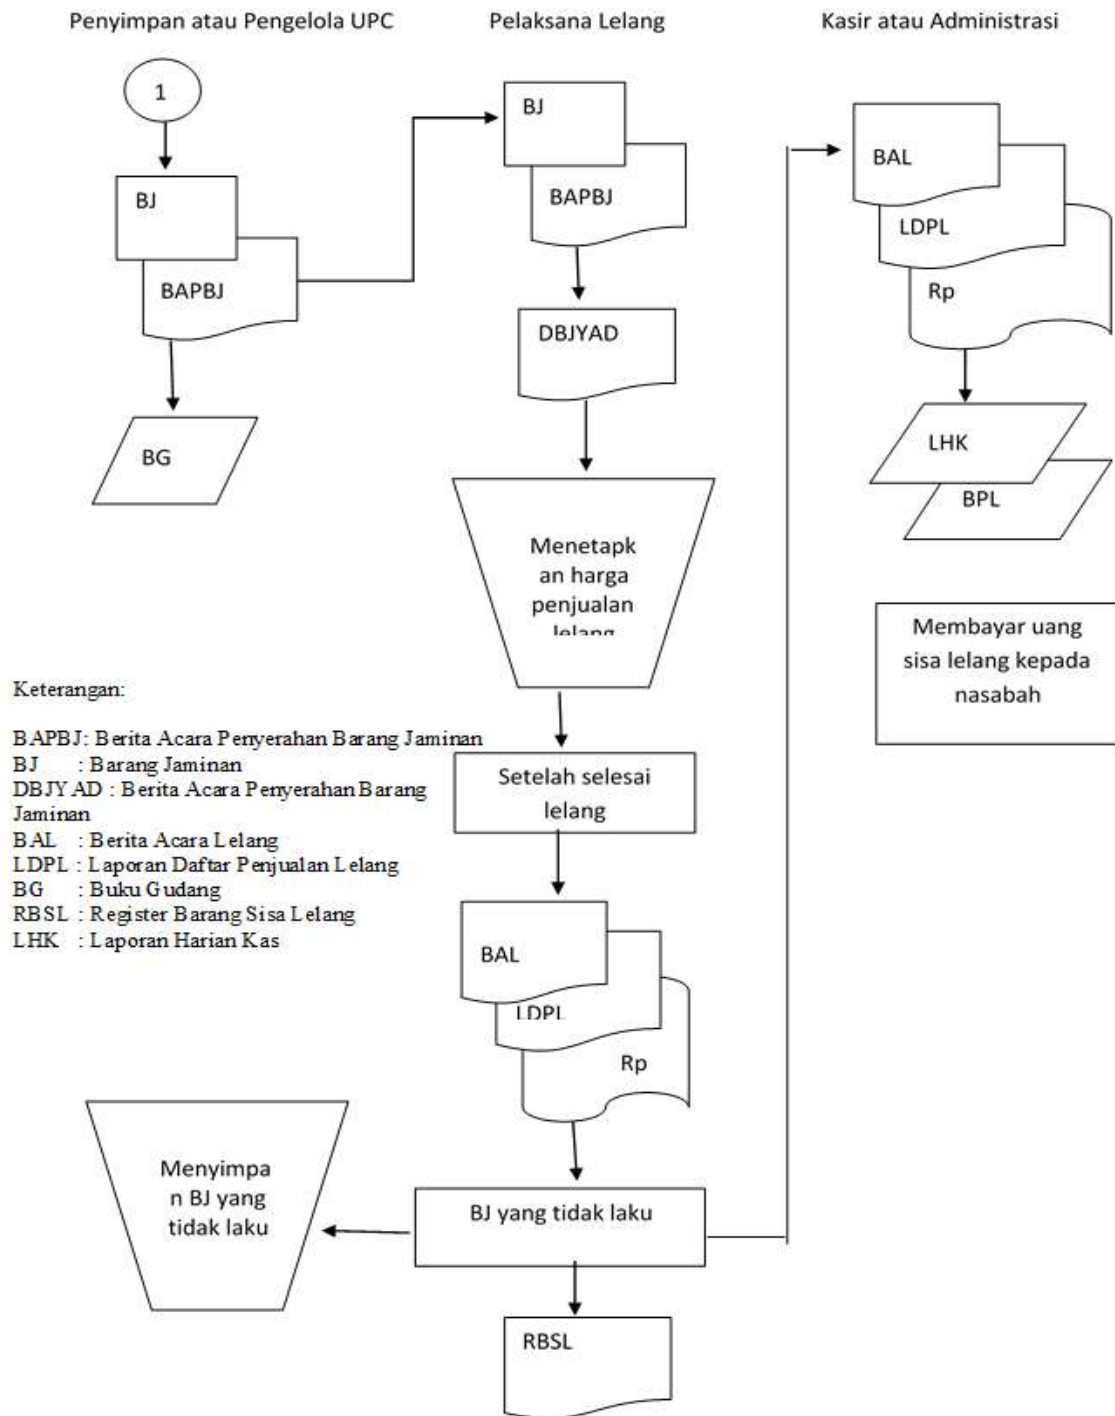 Penyimpan atau Pengelola UPC
Pelaksana Lelang
Kasir atau Administrasi
1
BJ
BAPBJ
BG
BJ
BAPBJ
DBJYAD
Menetapk
an harga
penjualan
lelang
Setelah selesai
lelang
BAL
LDPL
Rp
BJ yang tidak laku
RBSL
Menyimpa
n BJ yang
tidak laku
BAL
LDPL
Rp
LHK
BPL
Membayar uang
sisa lelang kepada
nasabah
Keterangan:
BAPBJ: Berita Acara Penyerahan Barang Jaminan
BJ : Barang Jaminan
DBJYAD : Berita Acara Penyerahan Barang
Jaminan
BAL : Berita Acara Lelang
LDPL : Laporan Daftar Penjualan Lelang
BG : Buku Gudang
RBSL : Register Barang Sisa Lelang
LHK : Laporan Harian Kas